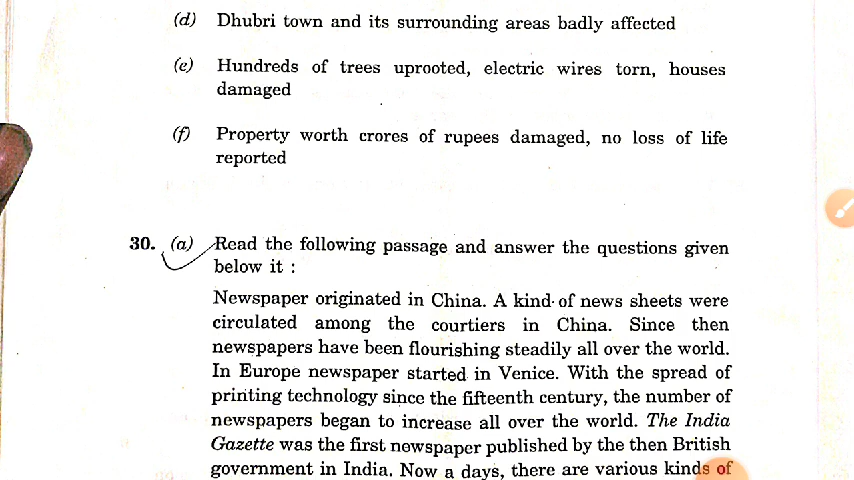 (d) Dhubri town and its surrounding areas badly affected
(e) Hundreds of trees uprooted, electric wires torn, houses
damaged
(f) Property worth crores of rupees damaged, no loss of life
reported
30. (a) Read the following passage and answer the questions given
below it :
Newspaper originated in China. A kind of news sheets were
circulated among the courtiers in China. Since then
newspapers have been flourishing steadily all over the world.
In Europe newspaper started in Venice. With the spread of
printing technology since the fifteenth century, the number of
newspapers began to increase all over the world. The India
Gazette was the first newspaper published by the then British
government in India. Now a days, there are various kinds of